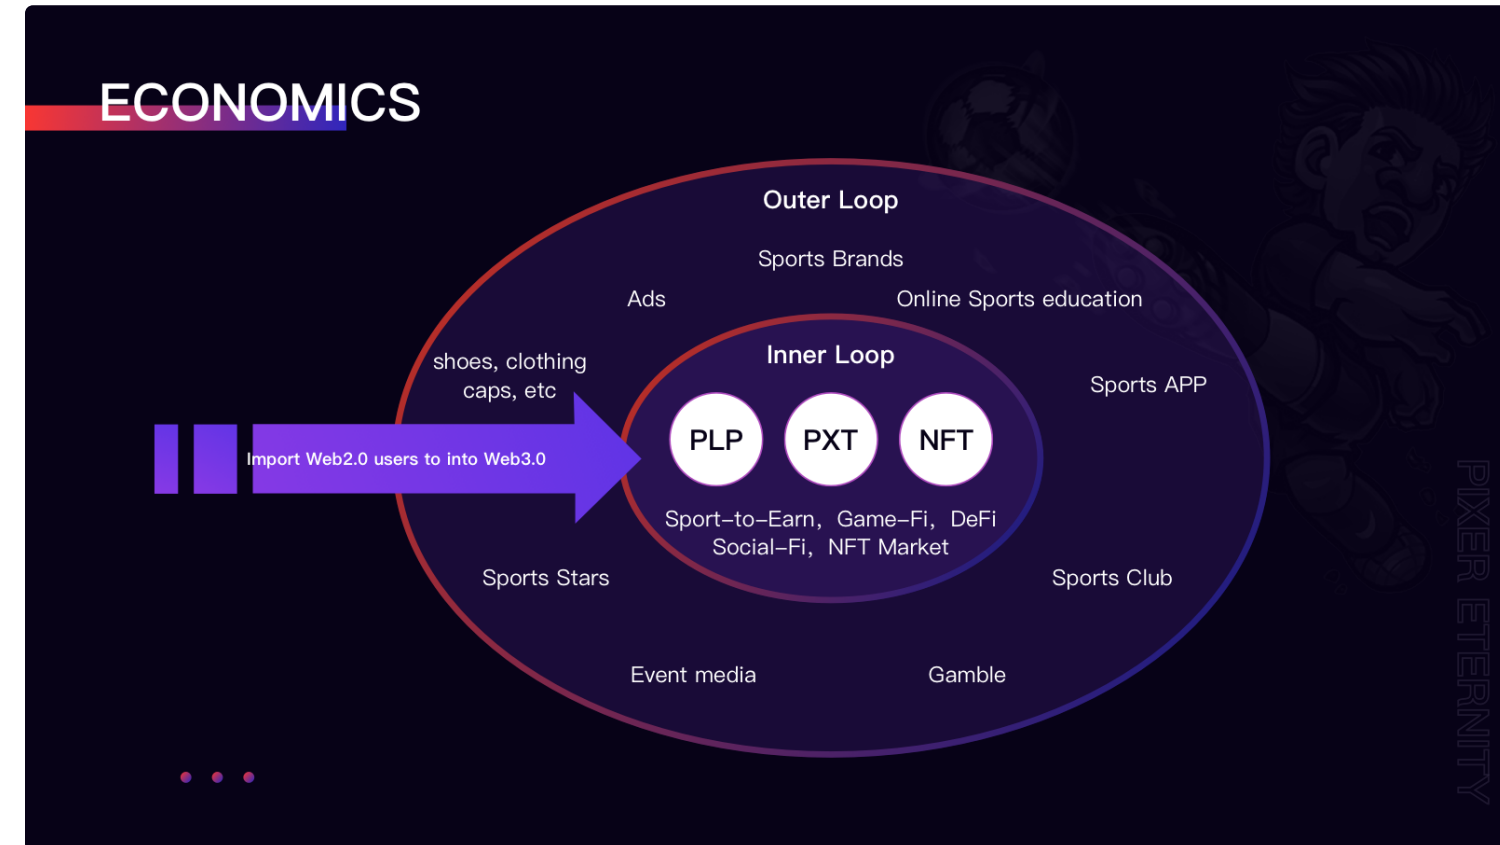 ECONOMICS
Outer Loop
Sports Brands
Ads
Online Sports education
shoes, clothing
caps, etc
Inner Loop
Sports APP
PLP
PXT
NFT
Import Web2.0 users to into Web3.0
Sport-to-Earn, Game-Fi, DeFi
Social-Fi, NFT Market
Sports Stars
Sports Club
Event media
Gamble
PIXER ETERNITY